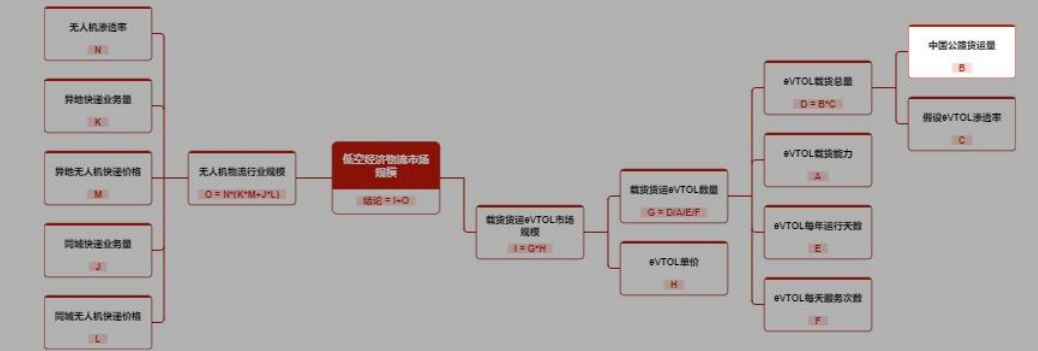 无人机渗透率
N
异地快递业务量
K
异地无人机快递价格
M
同城快递业务量
J
同城无人机快递价格
L
无人机物流行业规模
O = N*(K*M+J*L)
低空经济物流市场
规模
结论 = I+O
载货货运eVTOL市场
规模
I = G*H
载货货运eVTOL数量
G = D/A/E/F
eVTOL单价
H
eVTOL载货总量
D = B*C
eVTOL载货能力
A
eVTOL每年运行天数
E
eVTOL每天服务次数
F
中国公路货运量
B
假设eVTOL渗透率
C